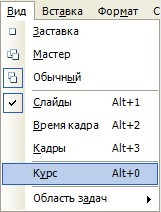 Вид Вставка Формат С
Заставка
Мастер
Обычный
Слайды Alt+1
Время кадра Alt+2
Кадры Alt+3
Курс Alt+0
Область задач